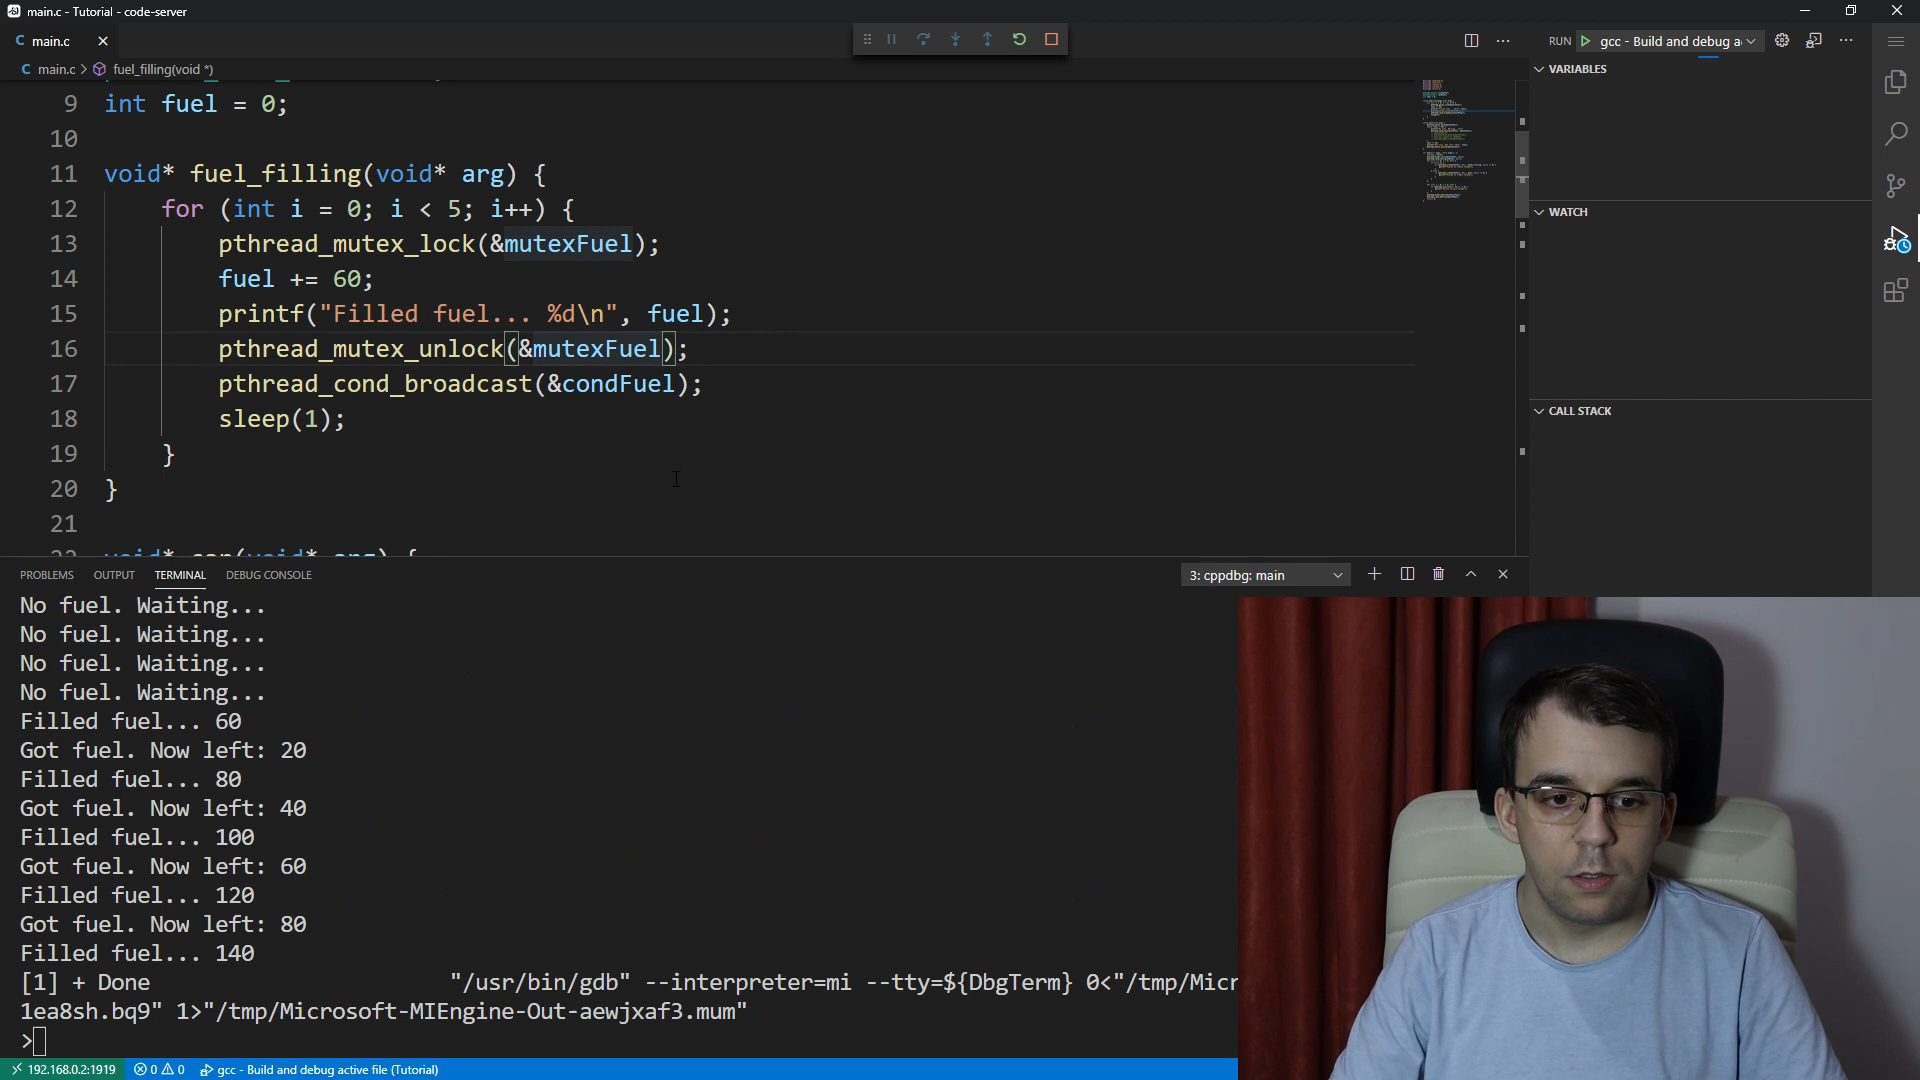 main.c - Tutorial - code-server
C main.c
RUN gcc - Build and debug a
C main.c > fuel_filling(void *)
9 int fuel = 0;
10
11 void* fuel_filling(void* arg) {
12 for (int i = 0; i < 5; i++) {
13 pthread_mutex_lock(&mutexFuel);
14 fuel += 60;
15 printf("Filled fuel... %d\n", fuel);
16 pthread_mutex_unlock(&mutexFuel);
17 pthread_cond_broadcast(&condFuel);
18 sleep(1);
19 }
20 }
21
VARIABLES
WATCH
CALL STACK
PROBLEMS OUTPUT TERMINAL DEBUG CONSOLE
3: cppdbg: main
No fuel. Waiting...
No fuel. Waiting...
No fuel. Waiting...
No fuel. Waiting...
Filled fuel... 60
Got fuel. Now left: 20
Filled fuel... 80
Got fuel. Now left: 40
Filled fuel... 100
Got fuel. Now left: 60
Filled fuel... 120
Got fuel. Now left: 80
Filled fuel... 140
[1] + Done "/usr/bin/gdb" --interpreter=mi --tty=${DbgTerm} 0<"/tmp/Micr
1ea8sh.bq9" 1>"/tmp/Microsoft-MIEngine-Out-aewjxaf3.mum"
>
192.168.0.2:1919 0 0 gcc - Build and debug active file (Tutorial)